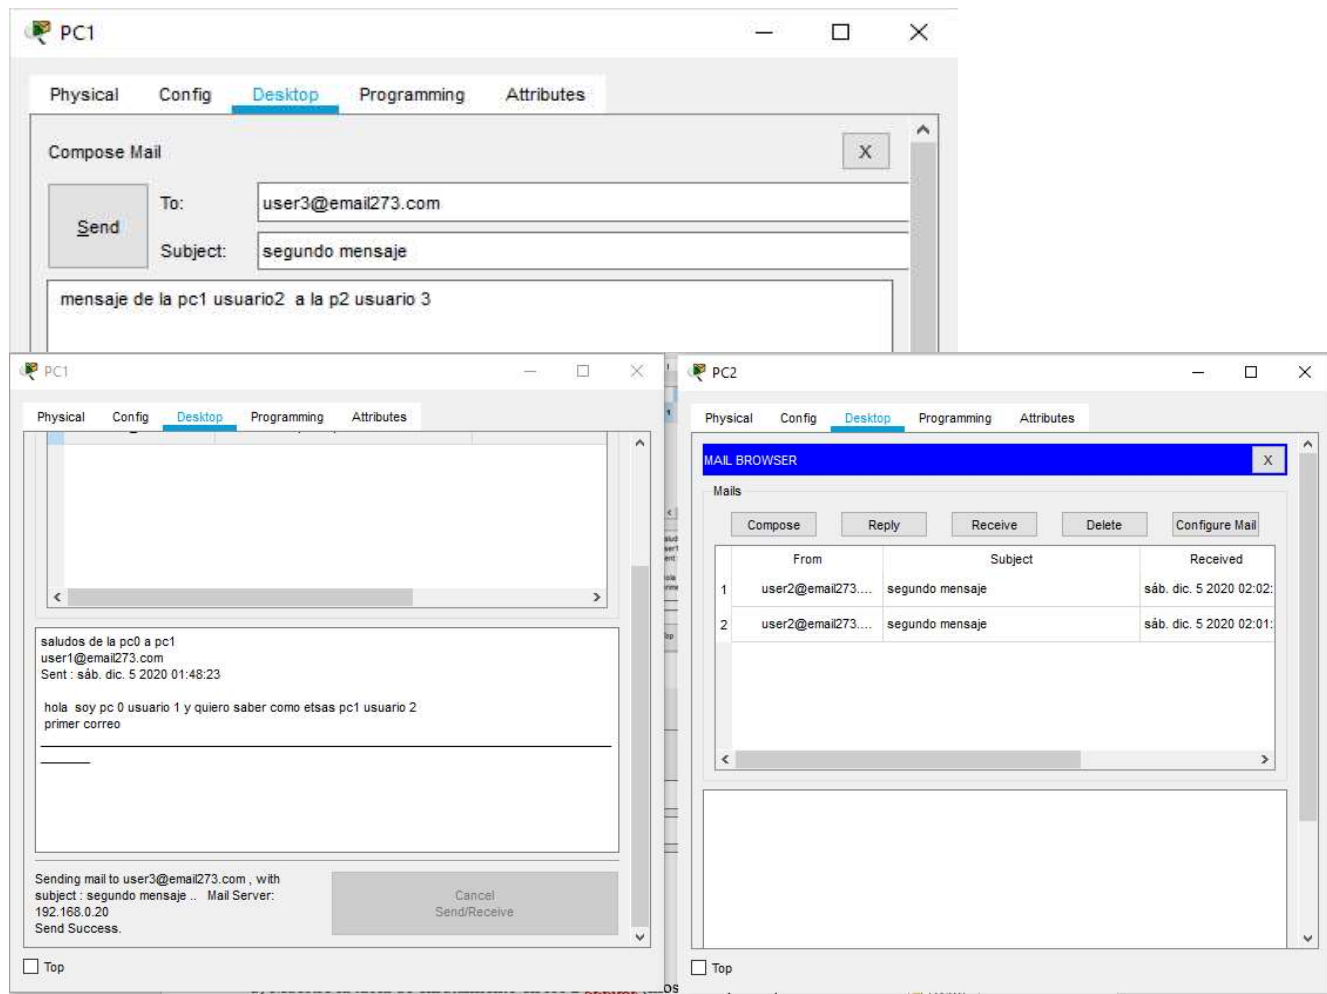 PC1
Physical Config Desktop Programming Attributes
Compose Mail
X
Send
To:
user3@email273.com
Subject:
segundo mensaje
mensaje de la pc1 usuario2  a la p2 usuario 3
PC1
Physical Config Desktop Programming Attributes
saludos de la pc0 a pc1
user1@email273.com
Sent : sáb. dic. 5 2020 01:48:23
hola  soy pc 0 usuario 1 y quiero saber como etsas pc1 usuario 2
primer correo
Sending mail to user3@email273.com , with
subject : segundo mensaje ..   Mail Server:
192.168.0.20
Send Success.
Cancel
Send/Receive
Top
PC2
Physical Config Desktop Programming Attributes
MAIL BROWSER
X
Mails
Compose Reply Receive Delete Configure Mail
From Subject Received
1 user2@email273.... segundo mensaje sáb. dic. 5 2020 02:02:
2 user2@email273.... segundo mensaje sáb. dic. 5 2020 02:01:
Top